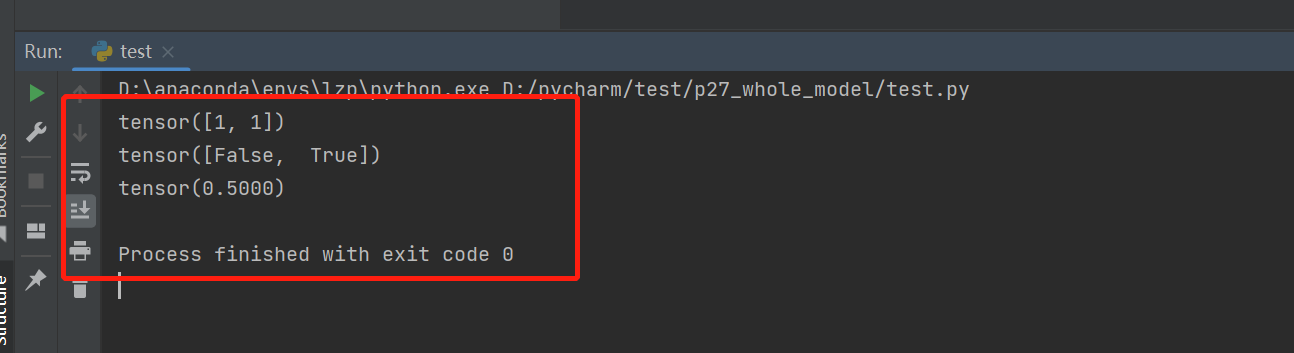 Run: test
D:\anaconda\envs\lzp\python.exe D:/pycharm/test/p27_whole_model/test.py
tensor([1, 1])
tensor([False,  True])
tensor(0.5000)
Process finished with exit code 0
Bookmarks
Structure